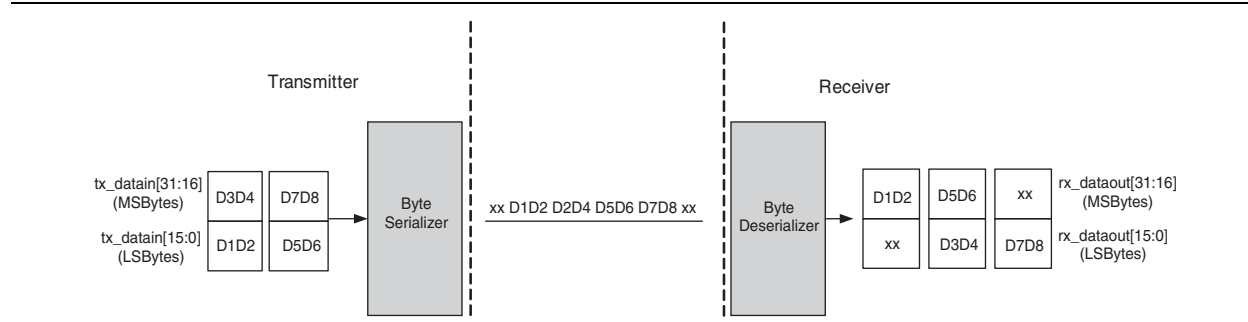 Transmitter
Receiver
tx_datain[31:16]
(MSBytes)
D3D4
D7D8
tx_datain[15:0]
(LSBytes)
D1D2
D5D6
Byte
Serializer
xx D1D2 D2D4 D5D6 D7D8 xx
Byte
Deserializer
D1D2
D5D6
xx
rx_dataout[31:16]
(MSBytes)
xx
D3D4
D7D8
rx_dataout[15:0]
(LSBytes)